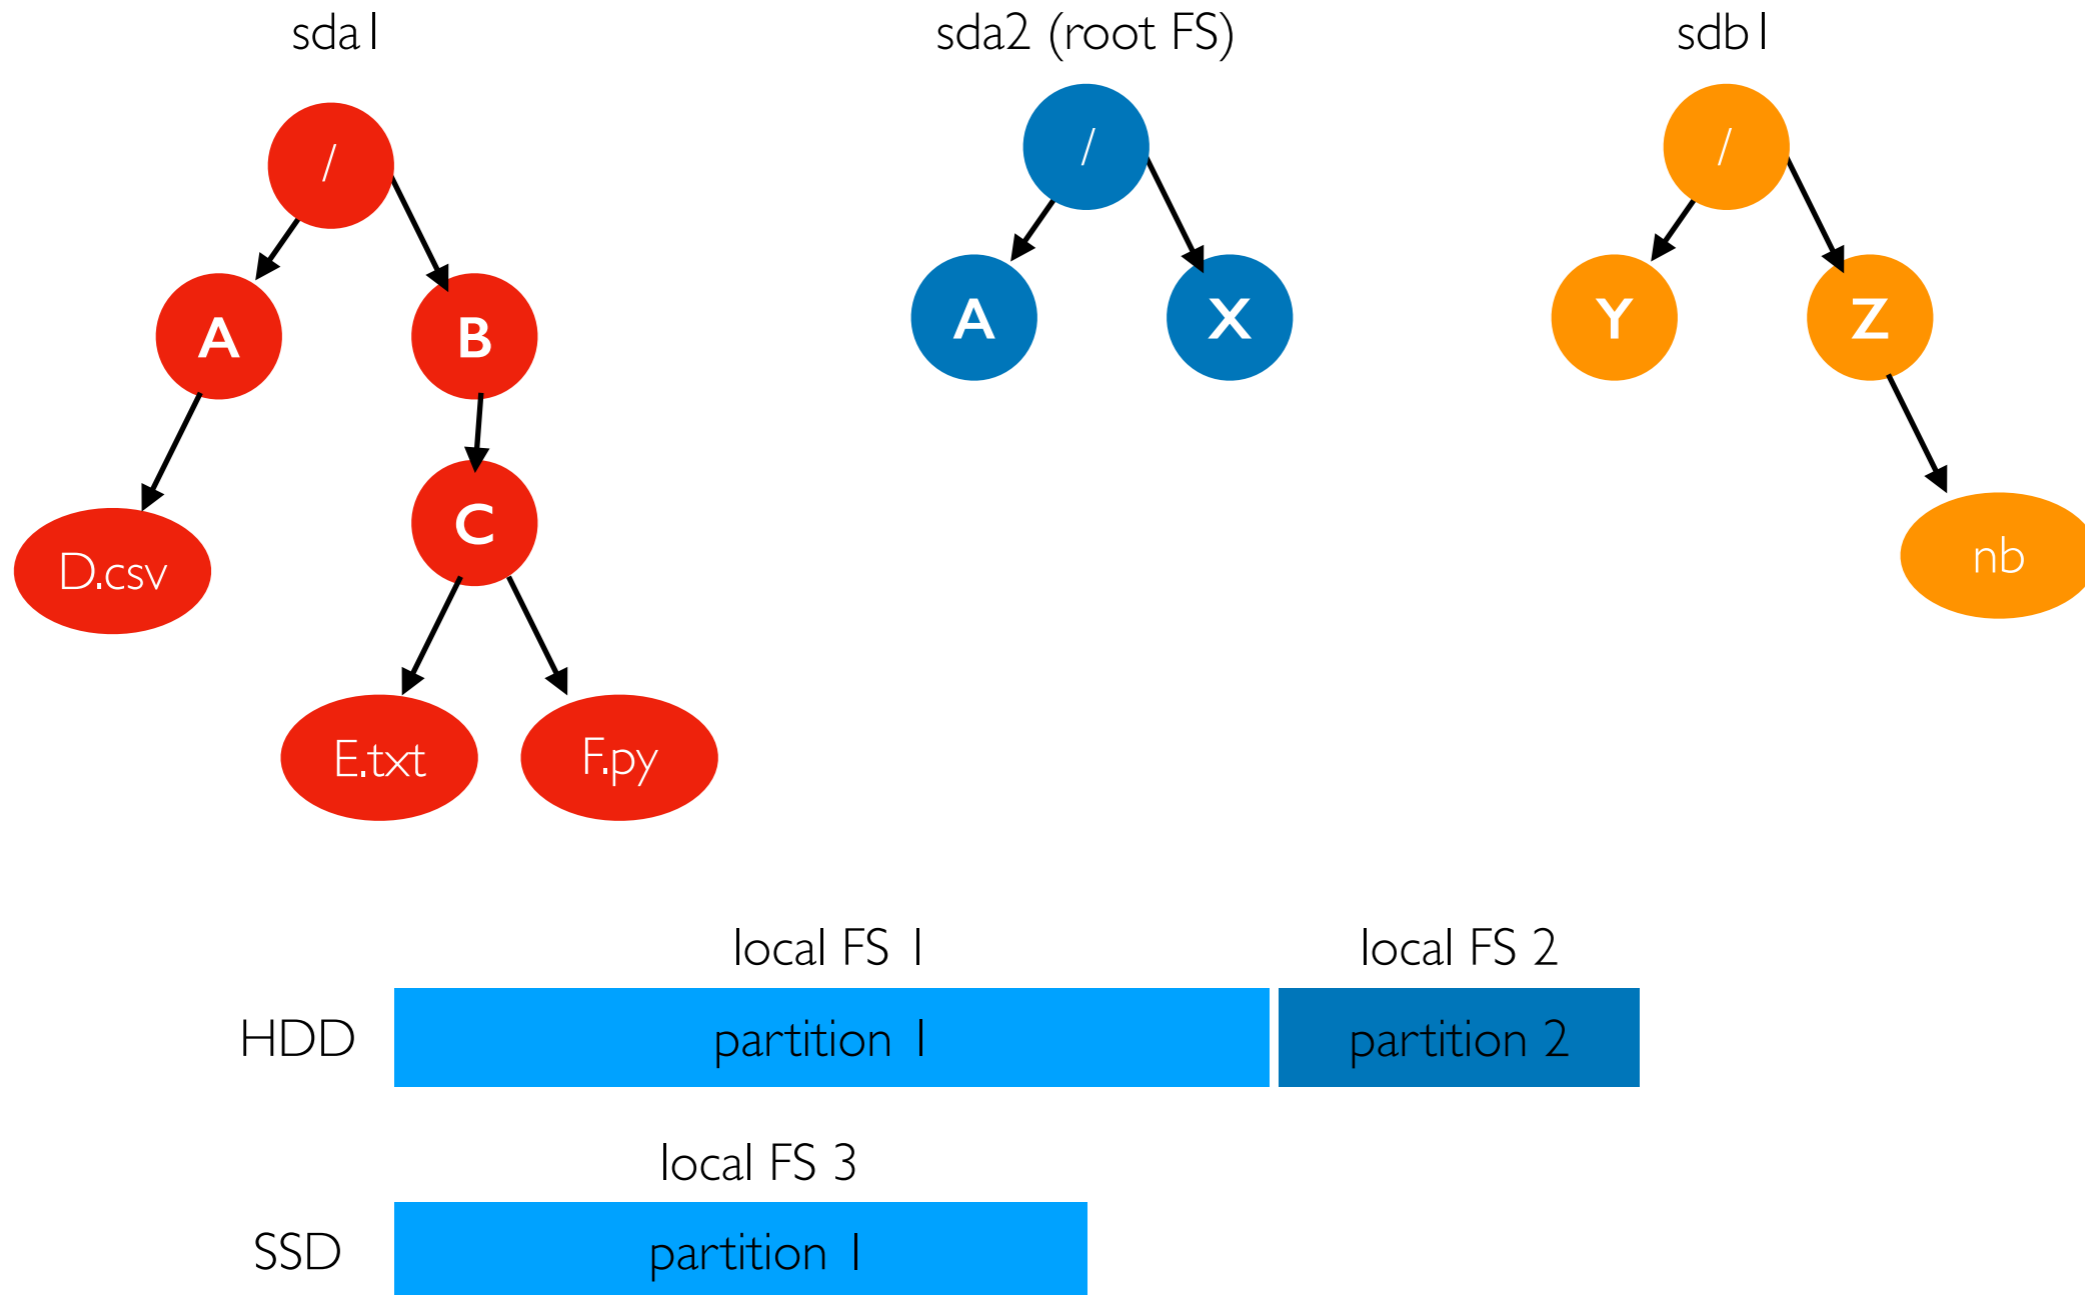 sda1
sda2 (root FS)
sdb1
/
/
/
A
B
A
X
Y
Z
C
D.csv
nb
E.txt
F.py
local FS 1
local FS 2
HDD
partition 1
partition 2
local FS 3
SSD
partition 1